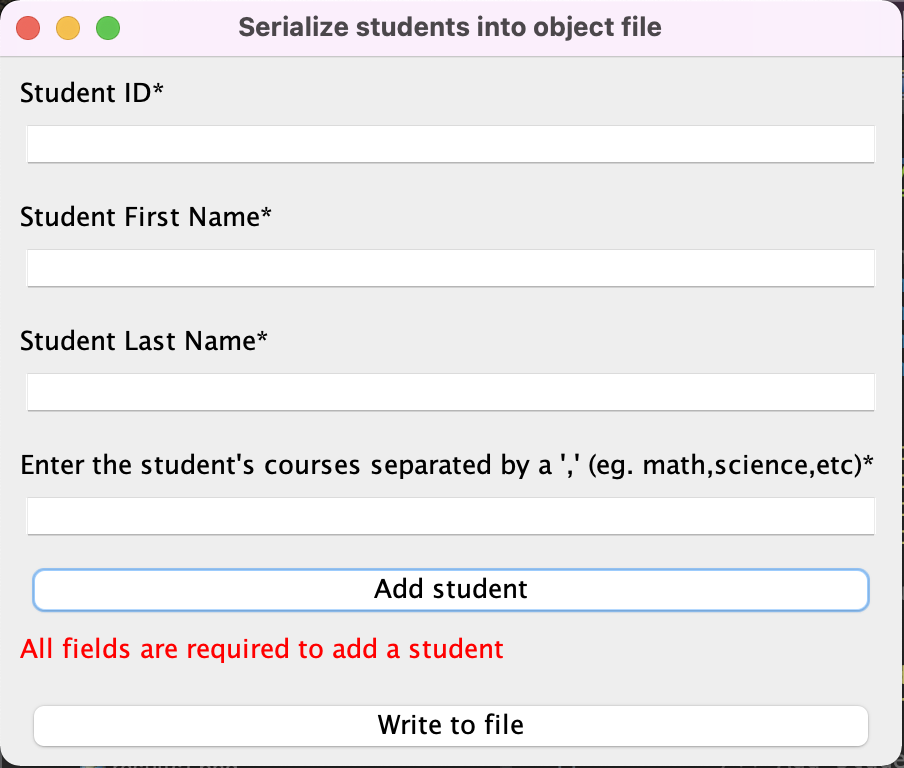 Serialize students into object file
Student ID*
Student First Name*
Student Last Name*
Enter the student's courses separated by a ',' (eg. math,science,etc)*
Add student
All fields are required to add a student
Write to file